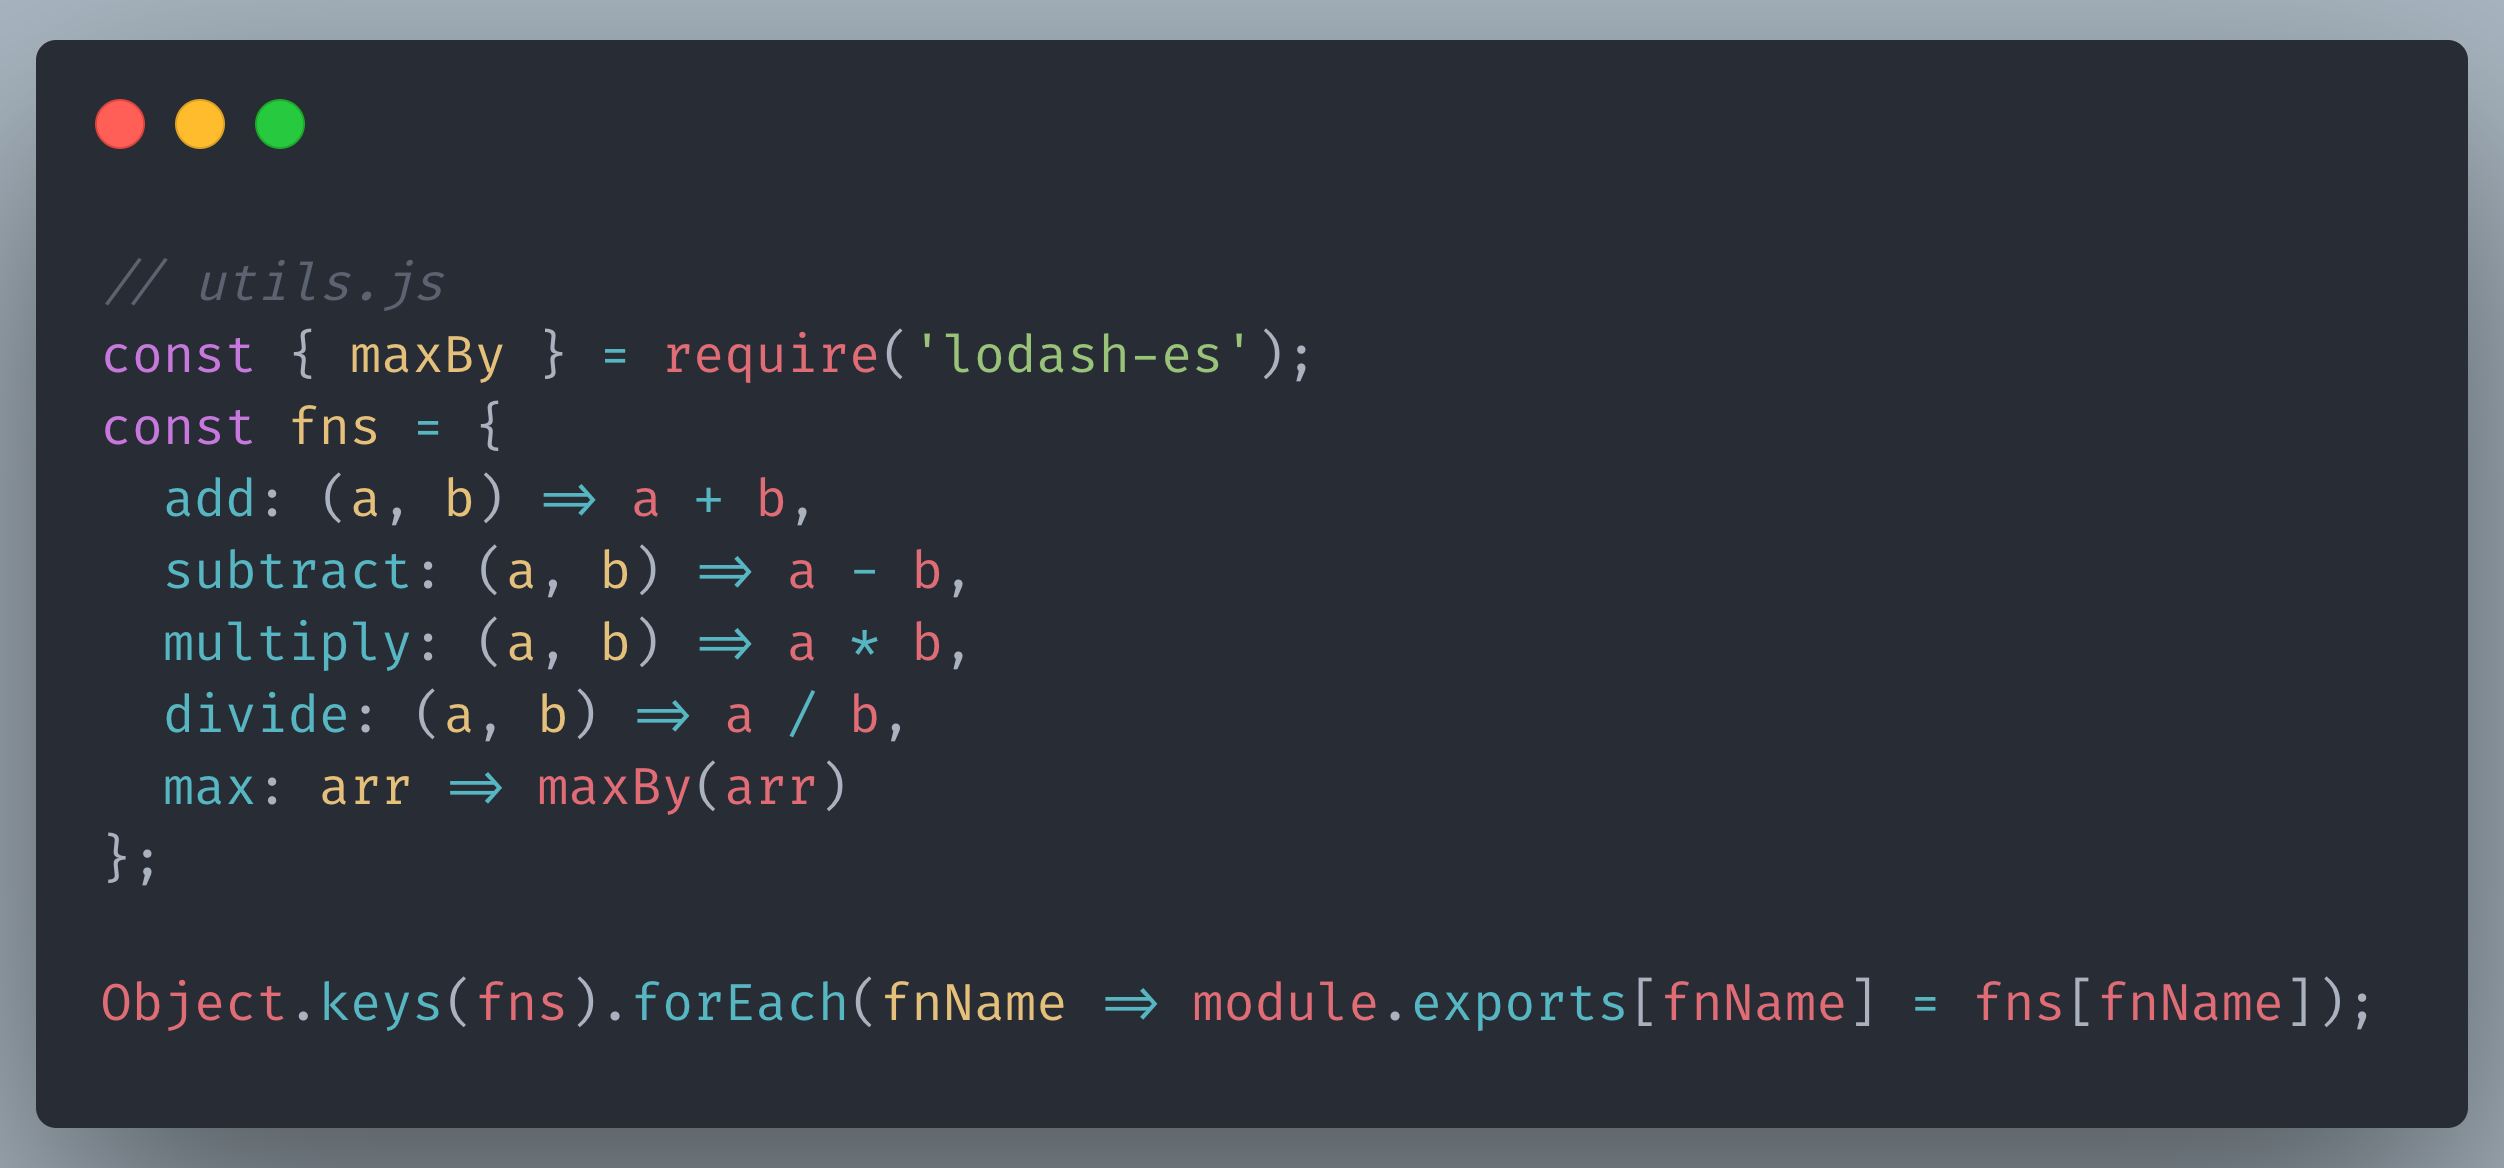 // utils.js
const { maxBy } = require('lodash-es');
const fns = {
  add: (a, b) => a + b,
  subtract: (a, b) => a - b,
  multiply: (a, b) => a * b,
  divide: (a, b) => a / b,
  max: arr => maxBy(arr)
};

Object.keys(fns).forEach(fnName => module.exports[fnName] = fns[fnName]);